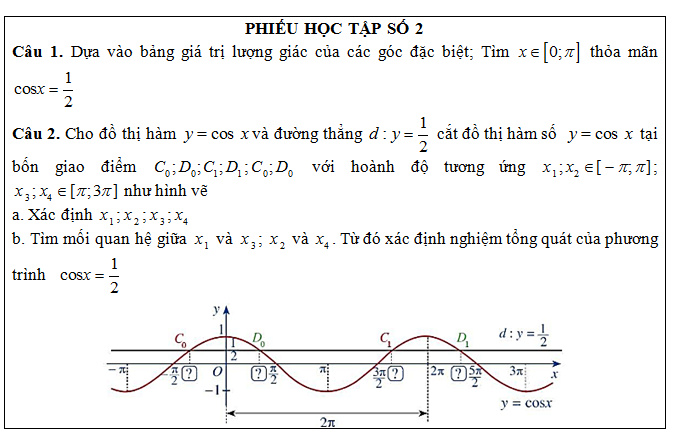 PHIẾU HỌC TẬP SỐ 2
Câu 1. Dựa vào bảng giá trị lượng giác của các góc đặc biệt; Tìm x ∈ [0; π] thỏa mãn
cosx = 1/2
Câu 2. Cho đồ thị hàm y = cos x và đường thẳng d : y = 1/2 cắt đồ thị hàm số y = cos x tại
bốn giao điểm C₀; D₀; C₁; D₁; C₀; D₀ với hoành độ tương ứng x₁; x₂ ∈ [−π; π];
x₃; x₄ ∈ [π; 3π] như hình vẽ
a. Xác định x₁; x₂; x₃; x₄
b. Tìm mối quan hệ giữa x₁ và x₃; x₂ và x₄. Từ đó xác định nghiệm tổng quát của phương
trình cosx = 1/2
y
C₀ 1 D₀ C₁ D₁ d : y = 1/2
1/2
−π −π/2 ? O ? π/2 π 3π/2 ? 2π ? 5π/2 3π x
−1
y = cosx
2π